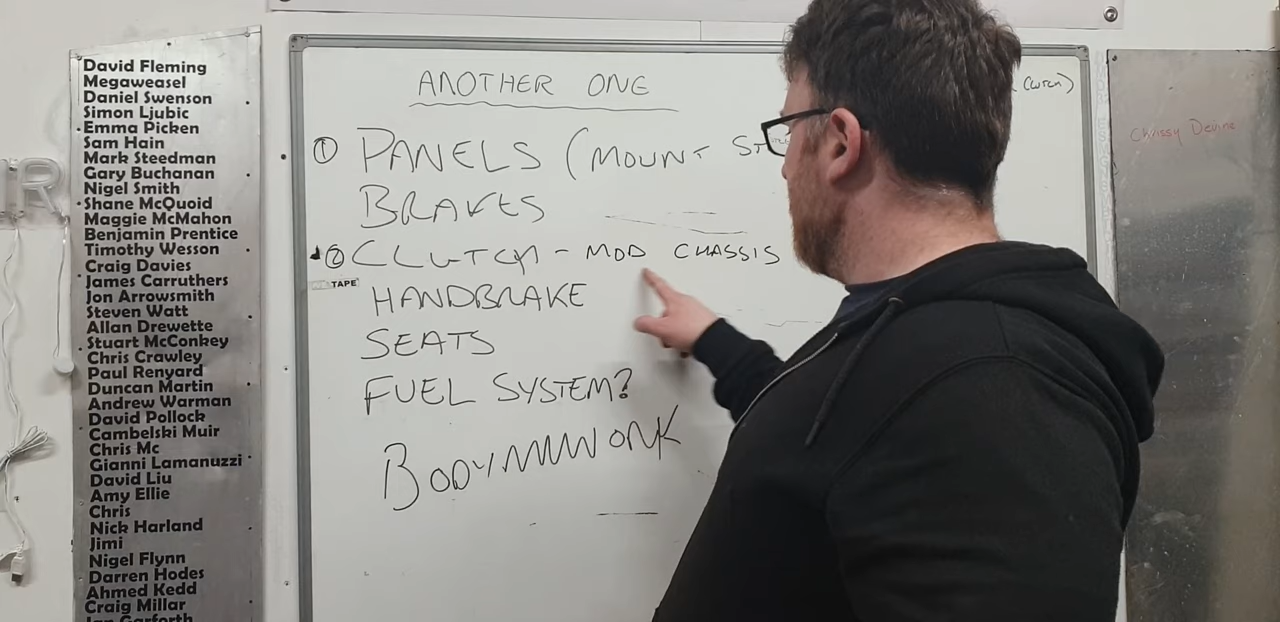 David Fleming
Megaweasel
Daniel Swenson
Simon Ljubic
Emma Picken
Sam Hain
Mark Steedman
Gary Buchanan
Nigel Smith
Shane McQuoid
Maggie McMahon
Benjamin Prentice
Timothy Wesson
Craig Davies
James Carruthers
Jon Arrowsmith
Steven Watt
Allan Drewette
Stuart McConkey
Chris Crawley
Paul Renyard
Duncan Martin
Andrew Warman
David Pollock
Cambelski Muir
Chris Mc
Gianni Lamanuzzi
David Liu
Amy Ellie
Chris
Nick Harland
Jimi
Nigel Flynn
Darren Hodes
Ahmed Kedd
Craig Millar
Ian Garforth
ANOTHER ONE
① PANELS (MOUNT
BRAKES
② CLUTCH - MOD CHASSIS
TAPE
HANDBRAKE
SEATS
FUEL SYSTEM?
BODYWORK
Chrissy Devine